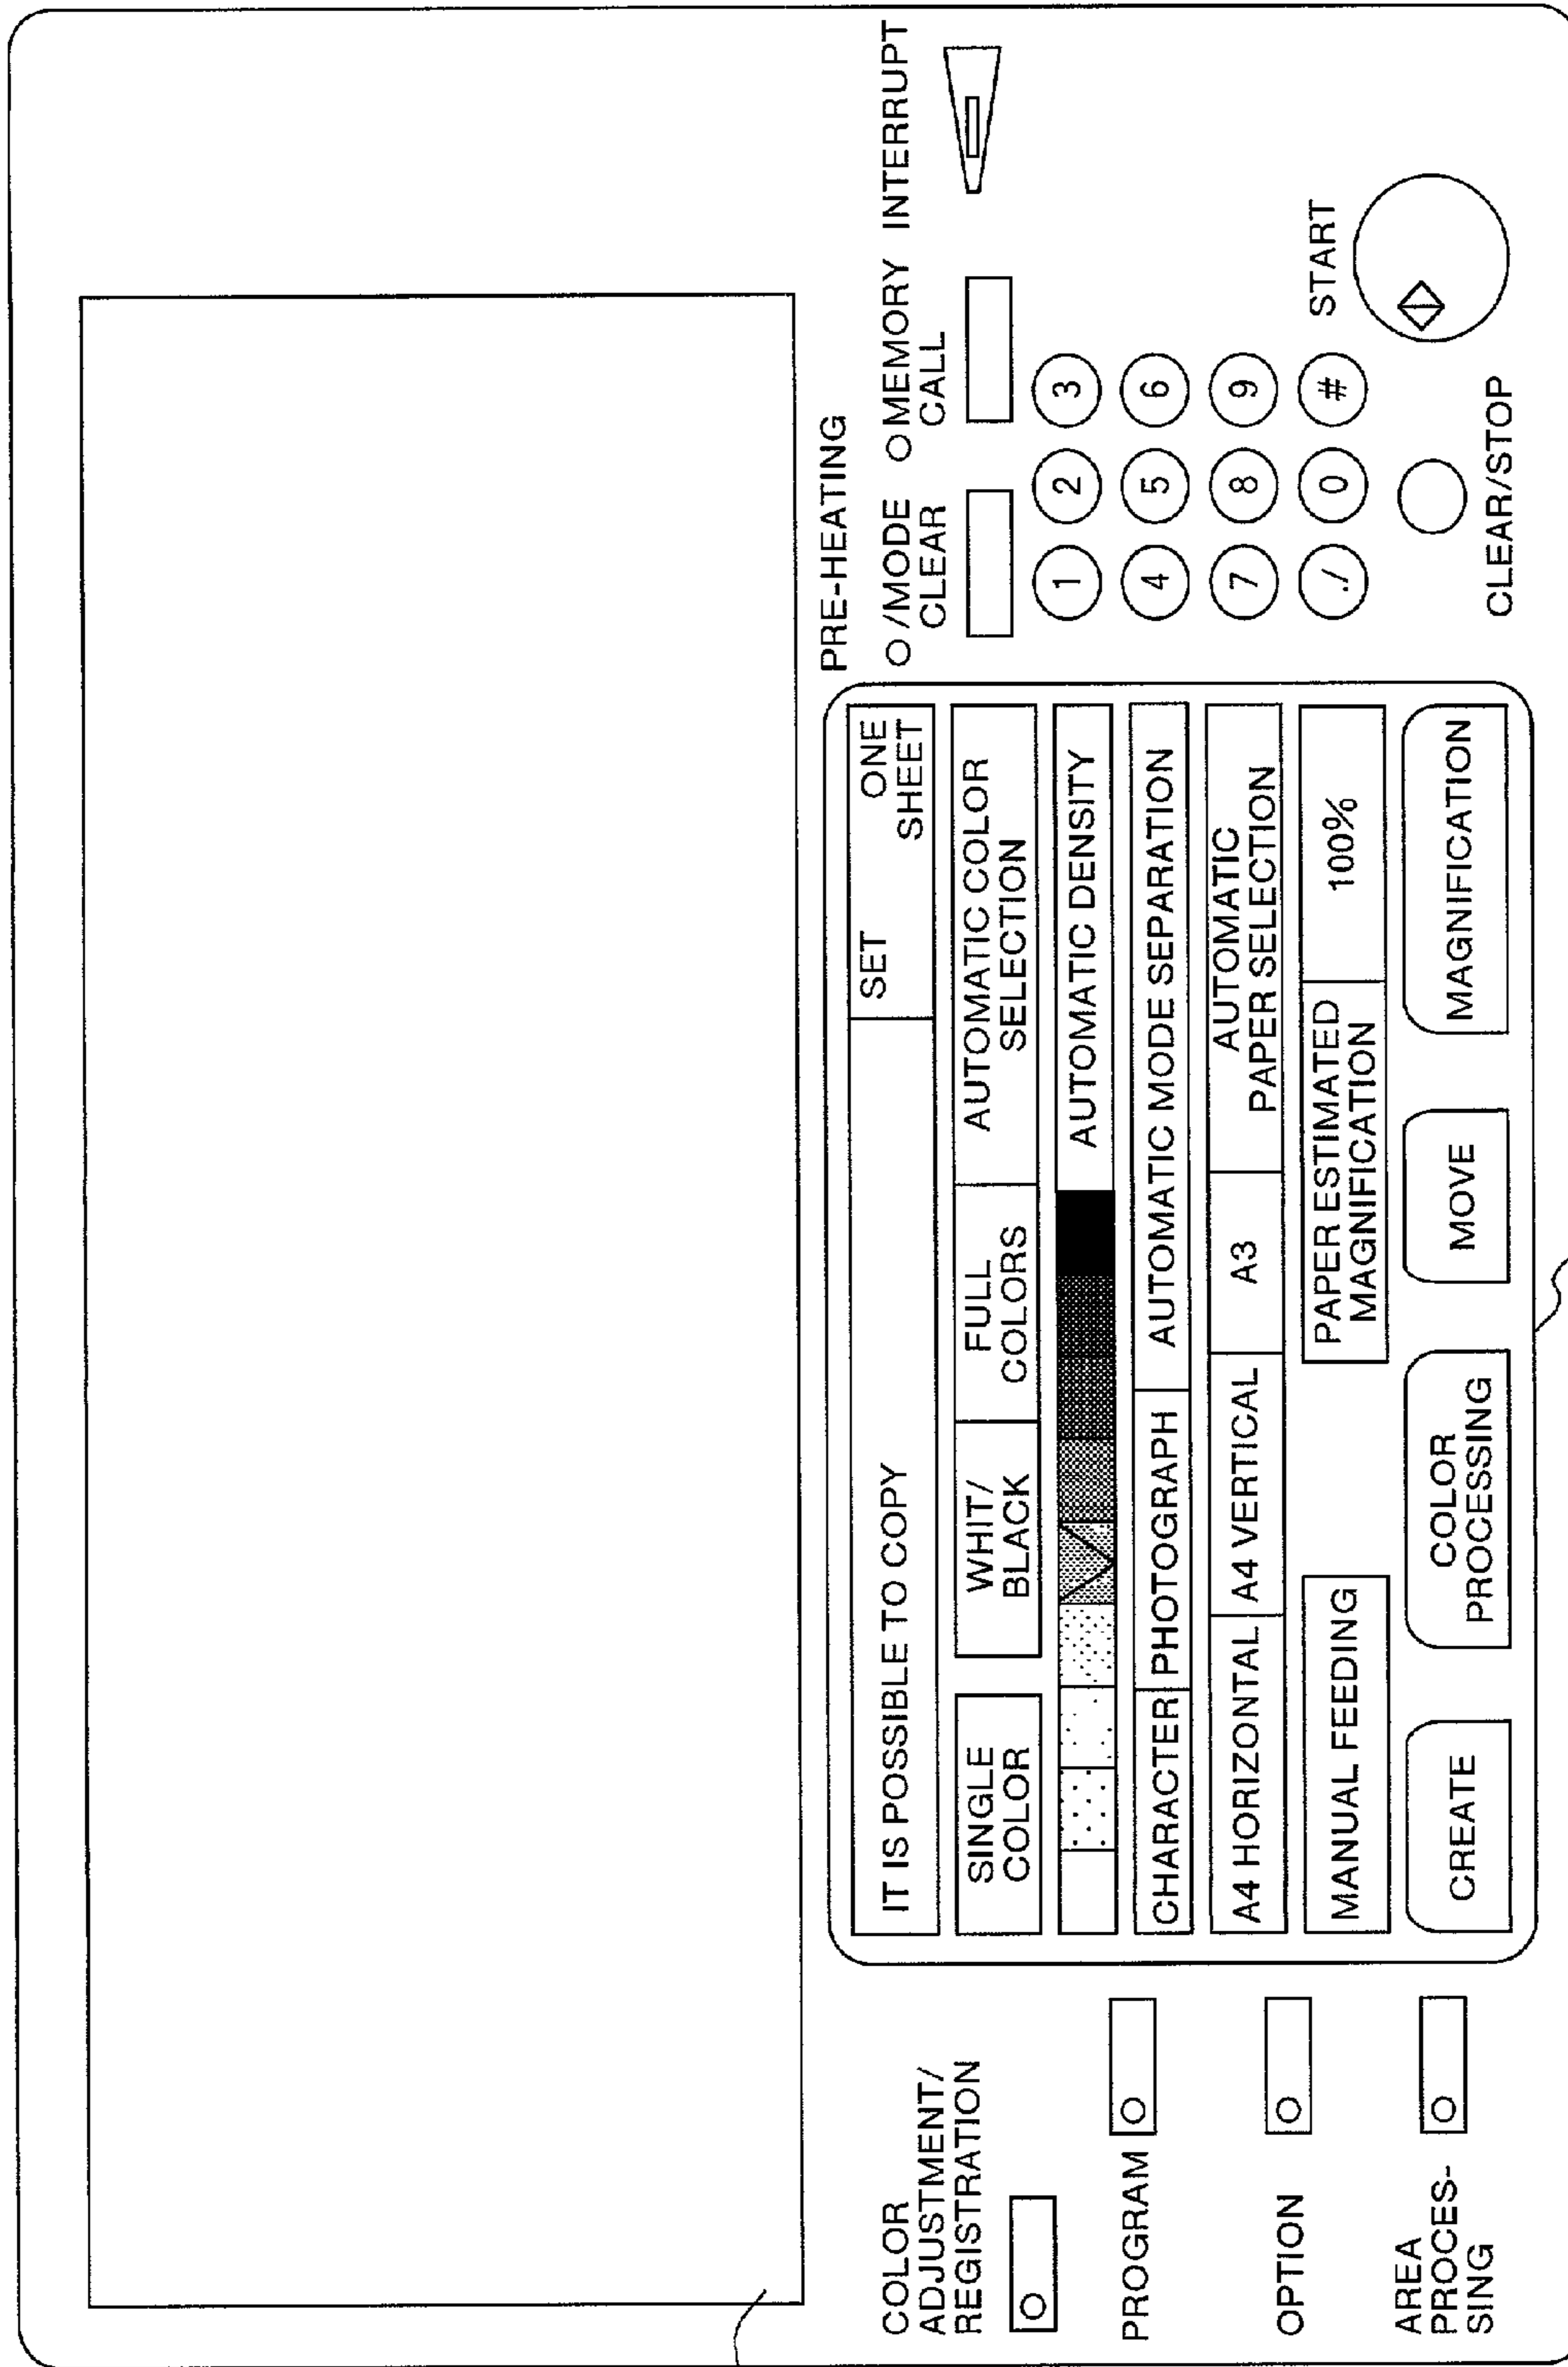 COLOR
ADJUSTMENT/
REGISTRATION
PROGRAM
OPTION
AREA
PROCES-
SING
IT IS POSSIBLE TO COPY
SET ONE
SHEET
SINGLE
COLOR
WHIT/
BLACK
FULL
COLORS
AUTOMATIC COLOR
SELECTION
AUTOMATIC DENSITY
CHARACTER PHOTOGRAPH AUTOMATIC MODE SEPARATION
A4 HORIZONTAL A4 VERTICAL A3
AUTOMATIC
PAPER SELECTION
MANUAL FEEDING
PAPER ESTIMATED
MAGNIFICATION
100%
CREATE
COLOR
PROCESSING
MOVE
MAGNIFICATION
PRE-HEATING
/MODE
CLEAR
MEMORY
CALL
INTERRUPT
1 2 3
4 5 6
7 8 9
./ 0 #
START
CLEAR/STOP